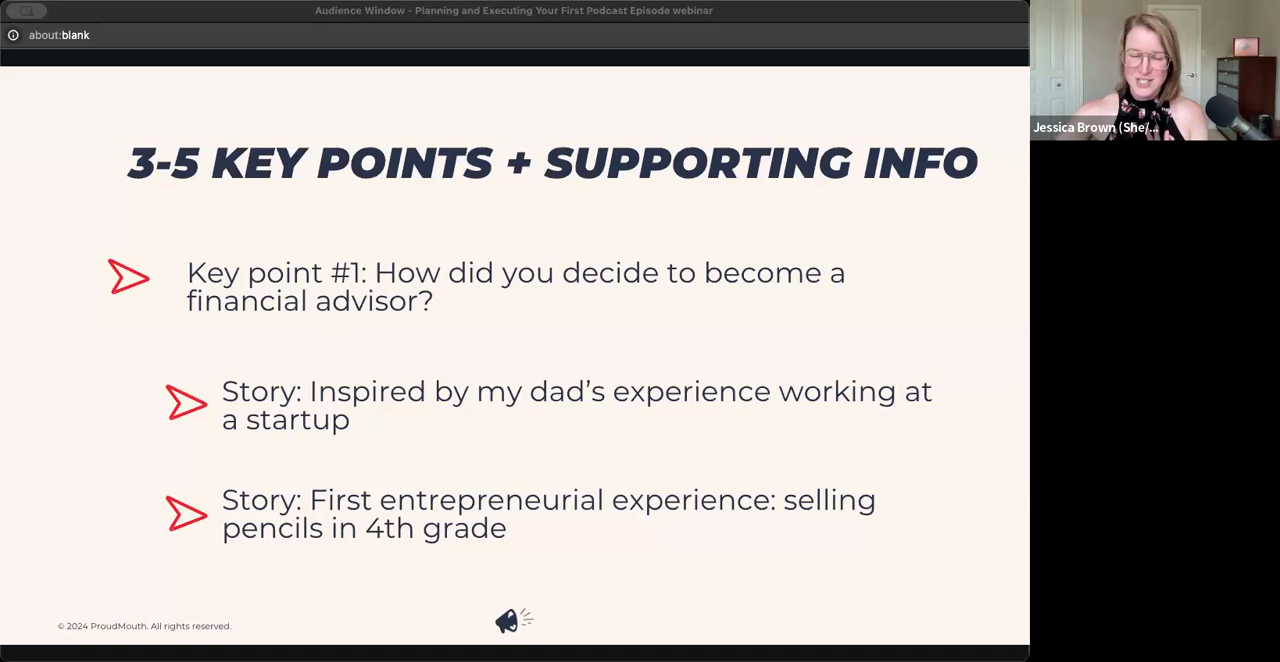 Audience Window - Planning and Executing Your First Podcast Episode webinar
about:blank
Jessica Brown (She/...
3-5 KEY POINTS + SUPPORTING INFO
Key point #1: How did you decide to become a
financial advisor?
Story: Inspired by my dad's experience working at
a startup
Story: First entrepreneurial experience: selling
pencils in 4th grade
© 2024 ProudMouth. All rights reserved.